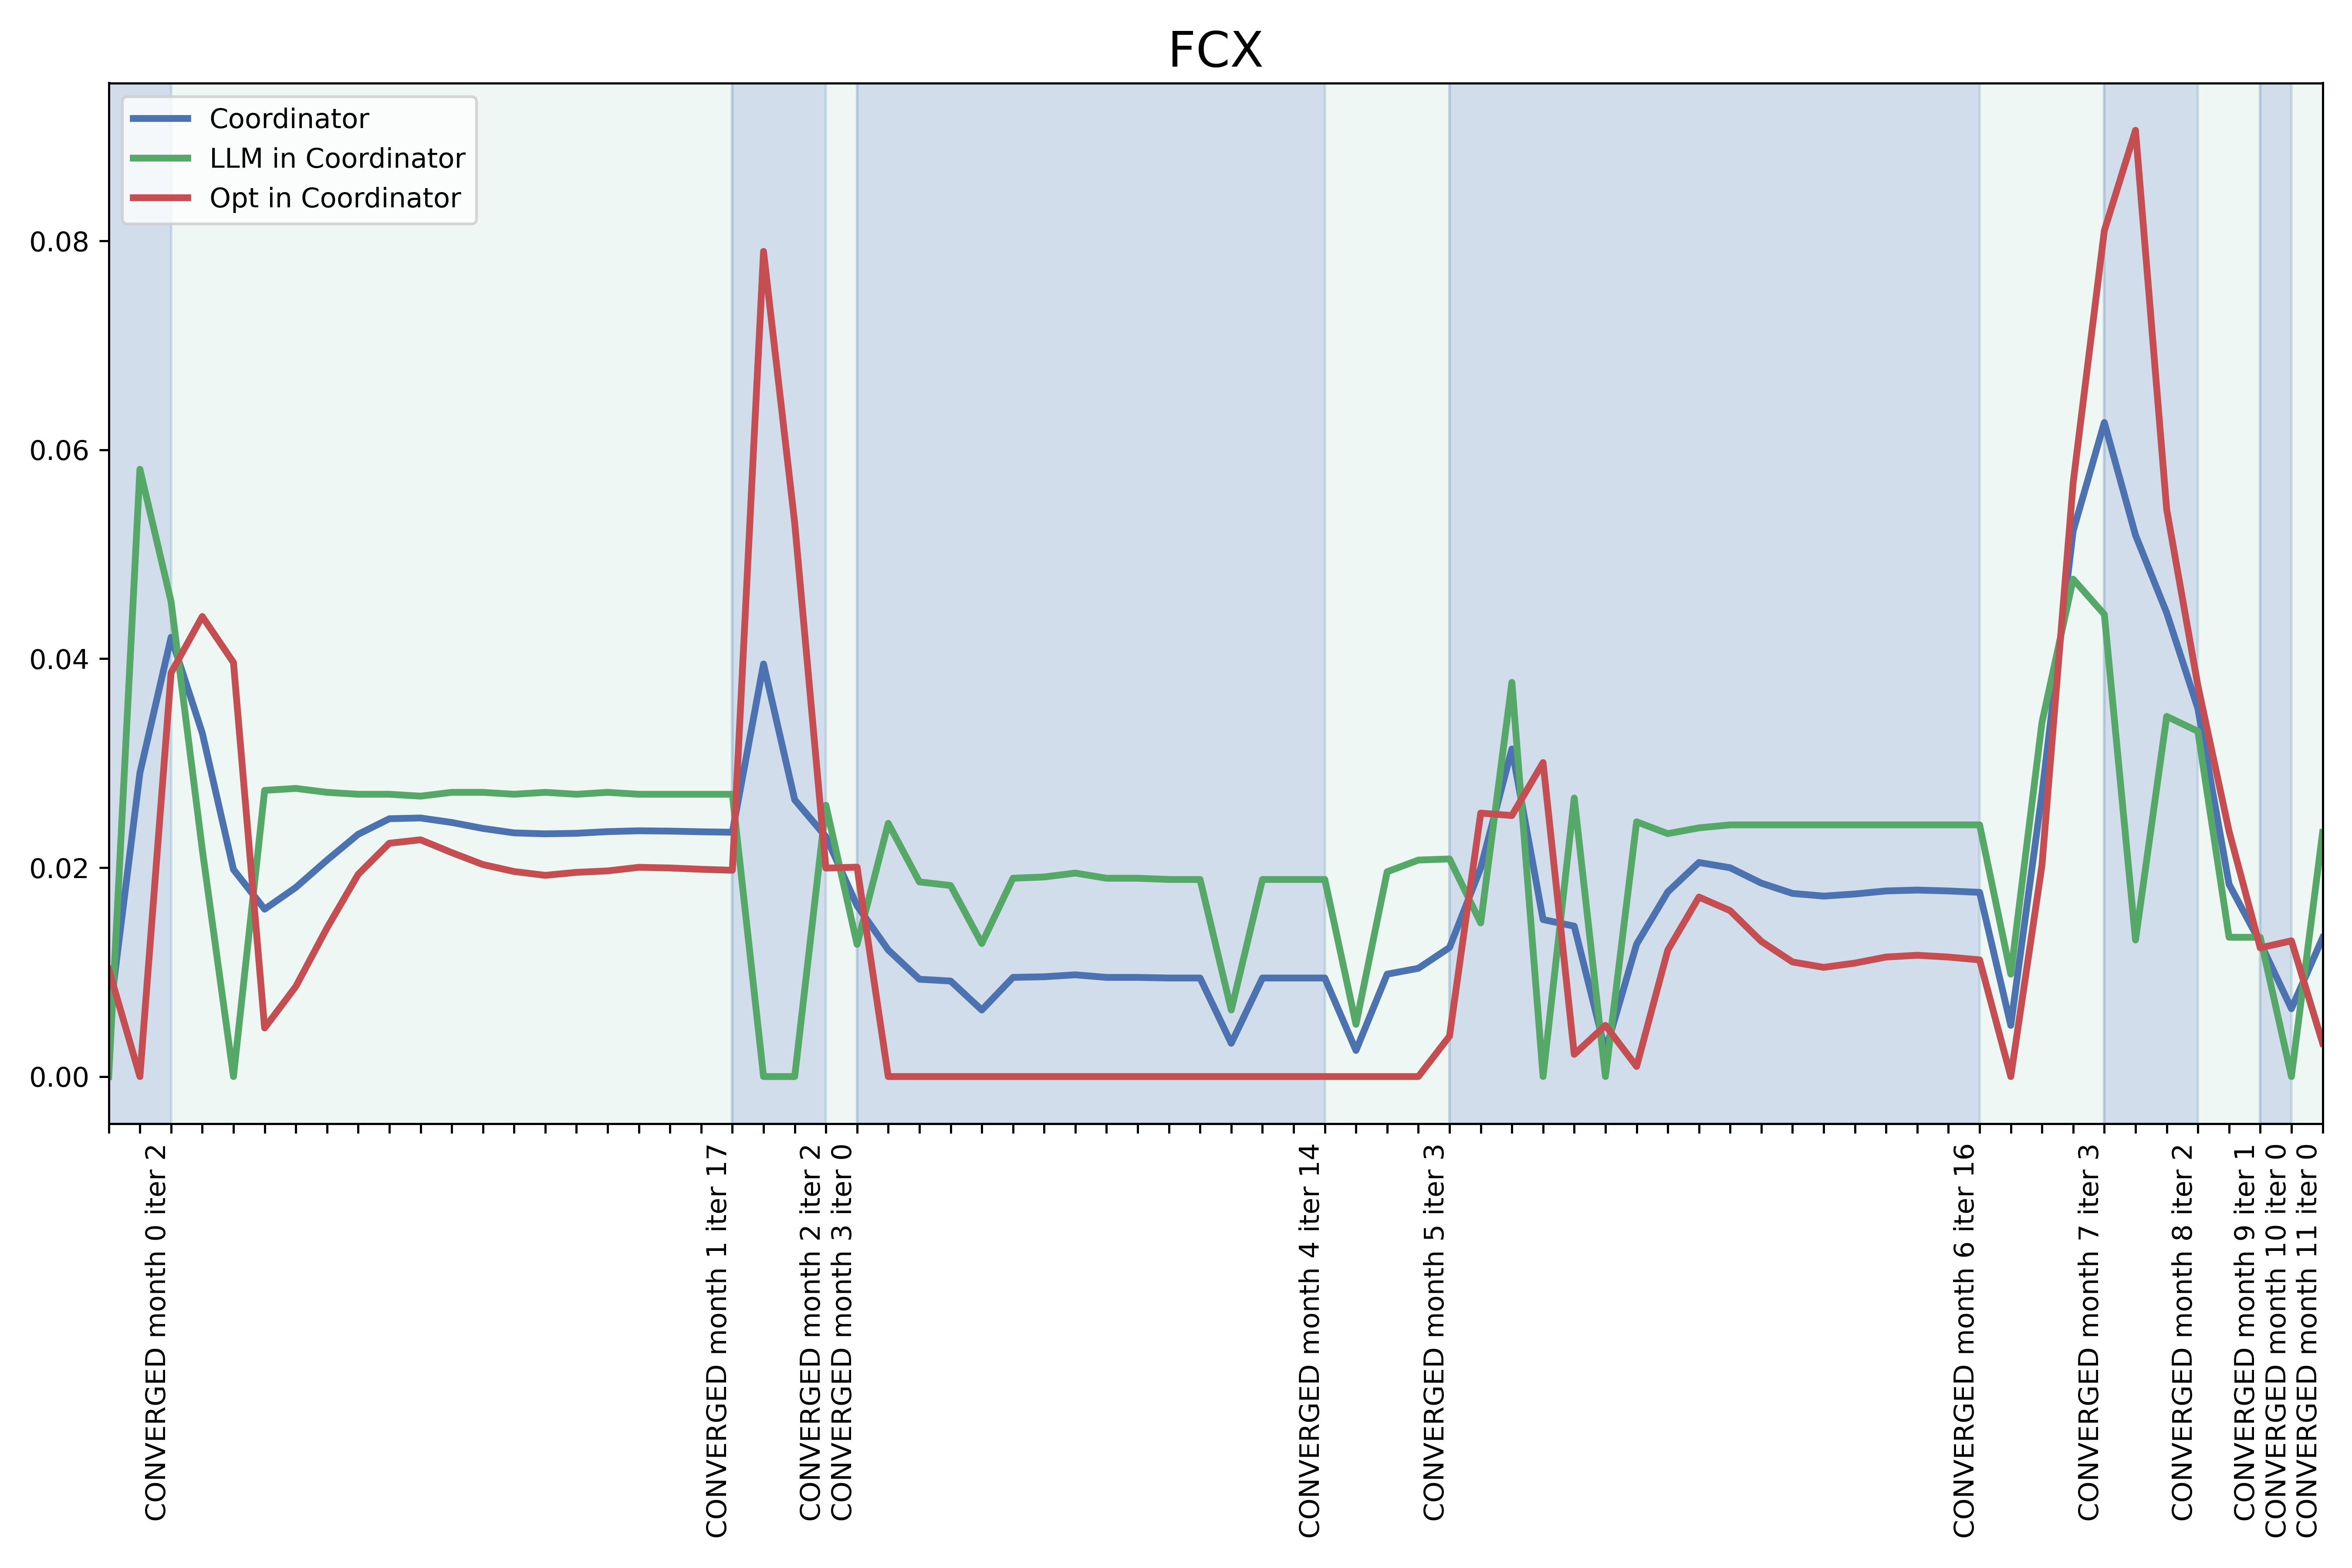 FCX
Coordinator
LLM in Coordinator
Opt in Coordinator
0.08
0.06
0.04
0.02
0.00
CONVERGED month 0 iter 2
CONVERGED month 1 iter 17
CONVERGED month 2 iter 2
CONVERGED month 3 iter 0
CONVERGED month 4 iter 14
CONVERGED month 5 iter 3
CONVERGED month 6 iter 16
CONVERGED month 7 iter 3
CONVERGED month 8 iter 2
CONVERGED month 9 iter 1
CONVERGED month 10 iter 0
CONVERGED month 11 iter 0